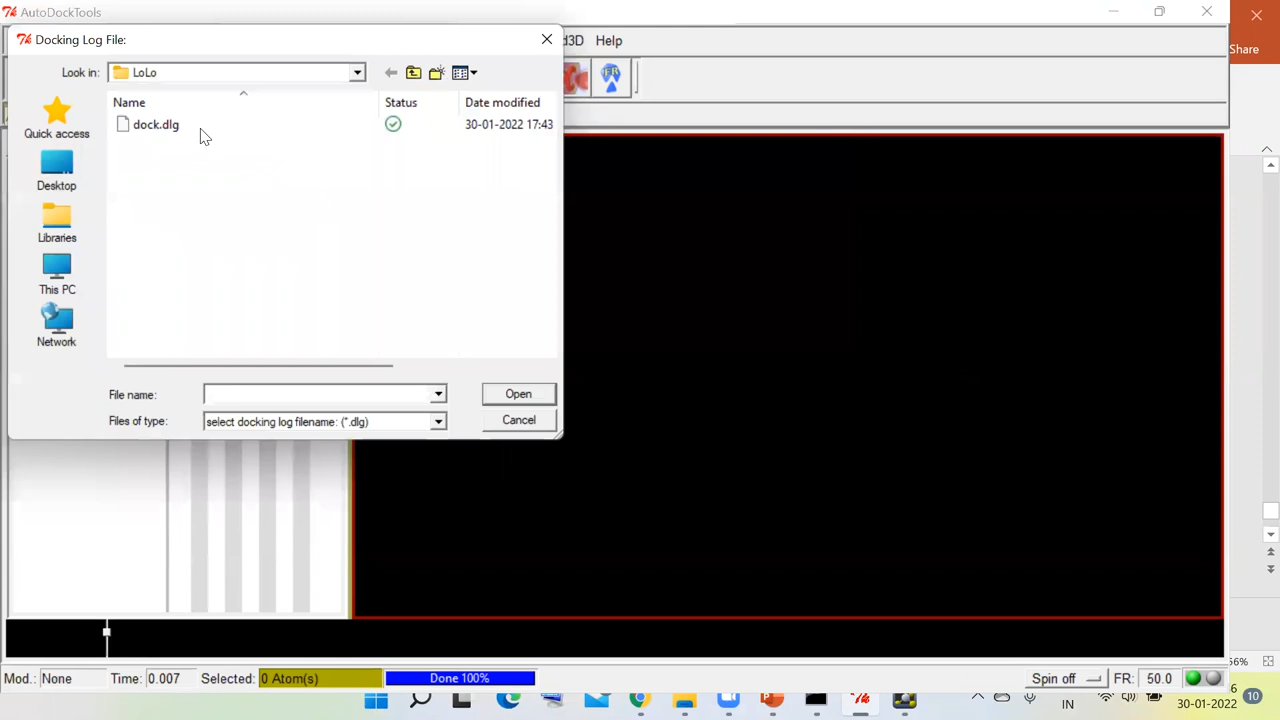 AutoDockTools
Docking Log File:
d3D Help
Share
Look in: LoLo
Name Status Date modified
dock.dlg 30-01-2022 17:43
Quick access
Desktop
Libraries
This PC
Network
File name: Open
Files of type: select docking log filename: (*.dlg) Cancel
Mod.: None Time: 0.007 Selected: 0 Atom(s) Done 100% Spin off FR: 50.0
56%
IN
30-01-2022 10